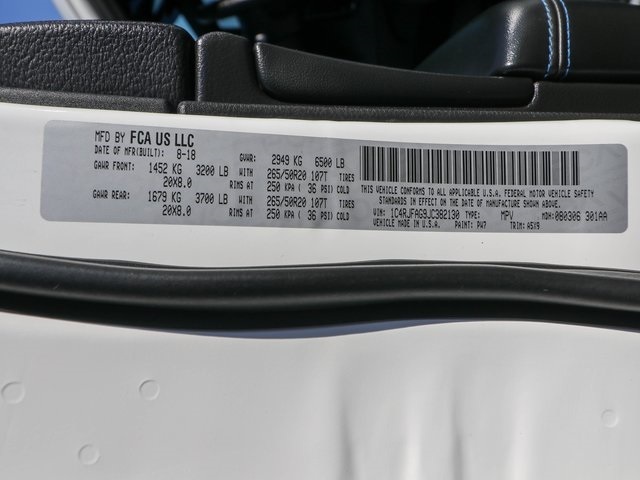 MFD BY FCA US LLC
DATE OF MFR(BUILT): 8-18 GVWR: 2949 KG 6500 LB
GAWR FRONT: 1452 KG 3200 LB 265/50R20 107T TIRES
20X8.0 RIMS AT 250 KPA ( 36 PSI) COLD
GAWR REAR: 1679 KG 3700 LB 265/50R20 107T TIRES
20X8.0 RIMS AT 250 KPA ( 36 PSI) COLD
THIS VEHICLE CONFORMS TO ALL APPLICABLE U.S.A. FEDERAL MOTOR VEHICLE SAFETY
STANDARDS IN EFFECT ON THE DATE OF MANUFACTURE SHOWN ABOVE.
VIN: 1C4RJFAG9JC392130 TYPE: MPV MDH: 080306 301AA
VEHICLE MADE IN U.S.A. PAINT: PW7 TRIM: A5X9